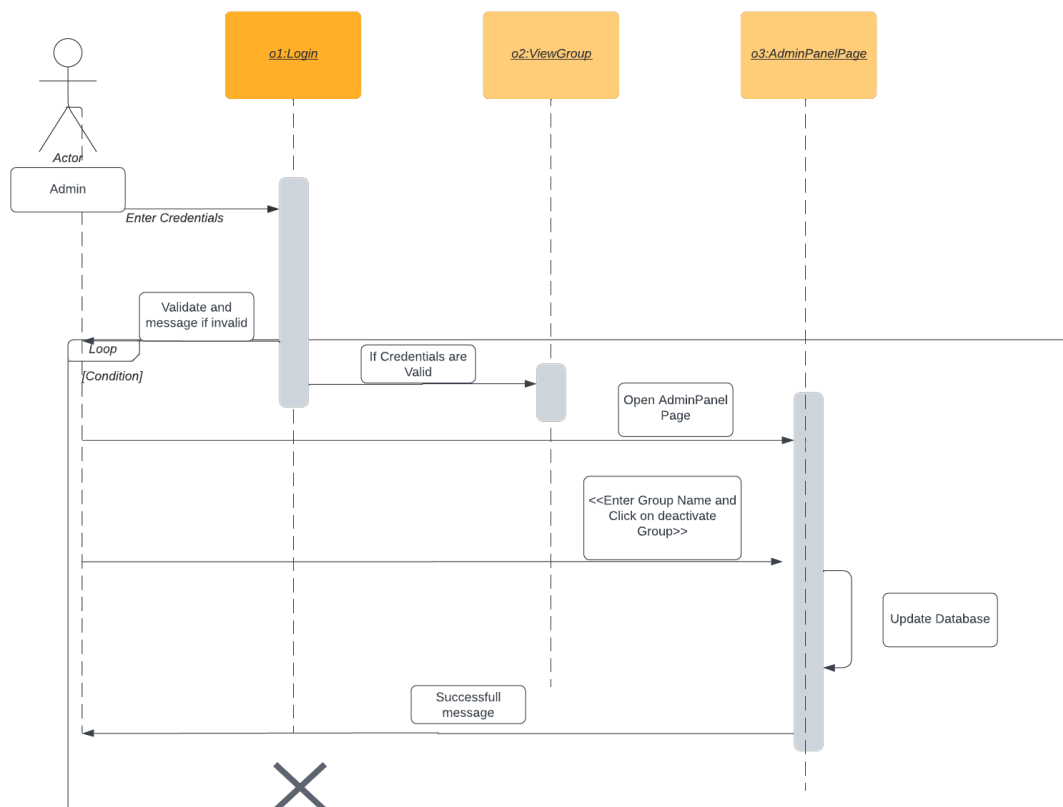 o1:Login
o2:ViewGroup
o3:AdminPanelPage
Actor
Admin
Enter Credentials
Validate and
message if invalid
Loop
[Condition]
If Credentials are
Valid
Open AdminPanel
Page
<<Enter Group Name and
Click on deactivate
Group>>
Update Database
Successfull
message